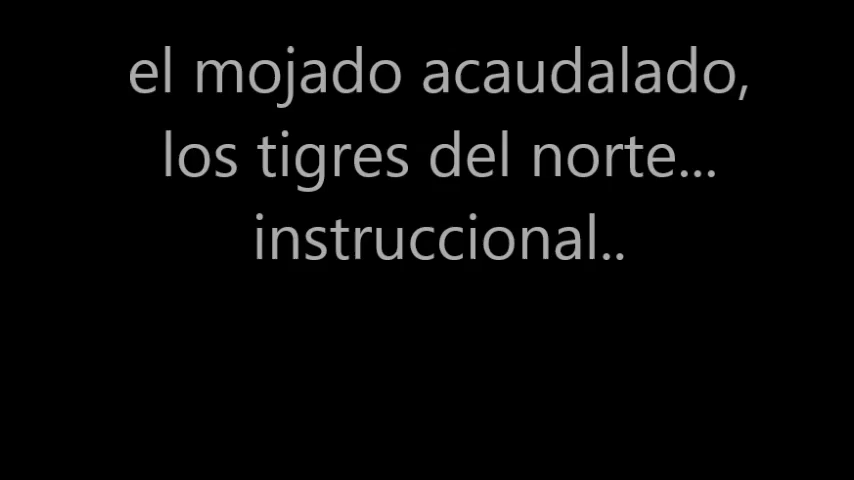 el mojado acaudalado,
los tigres del norte...
instruccional..